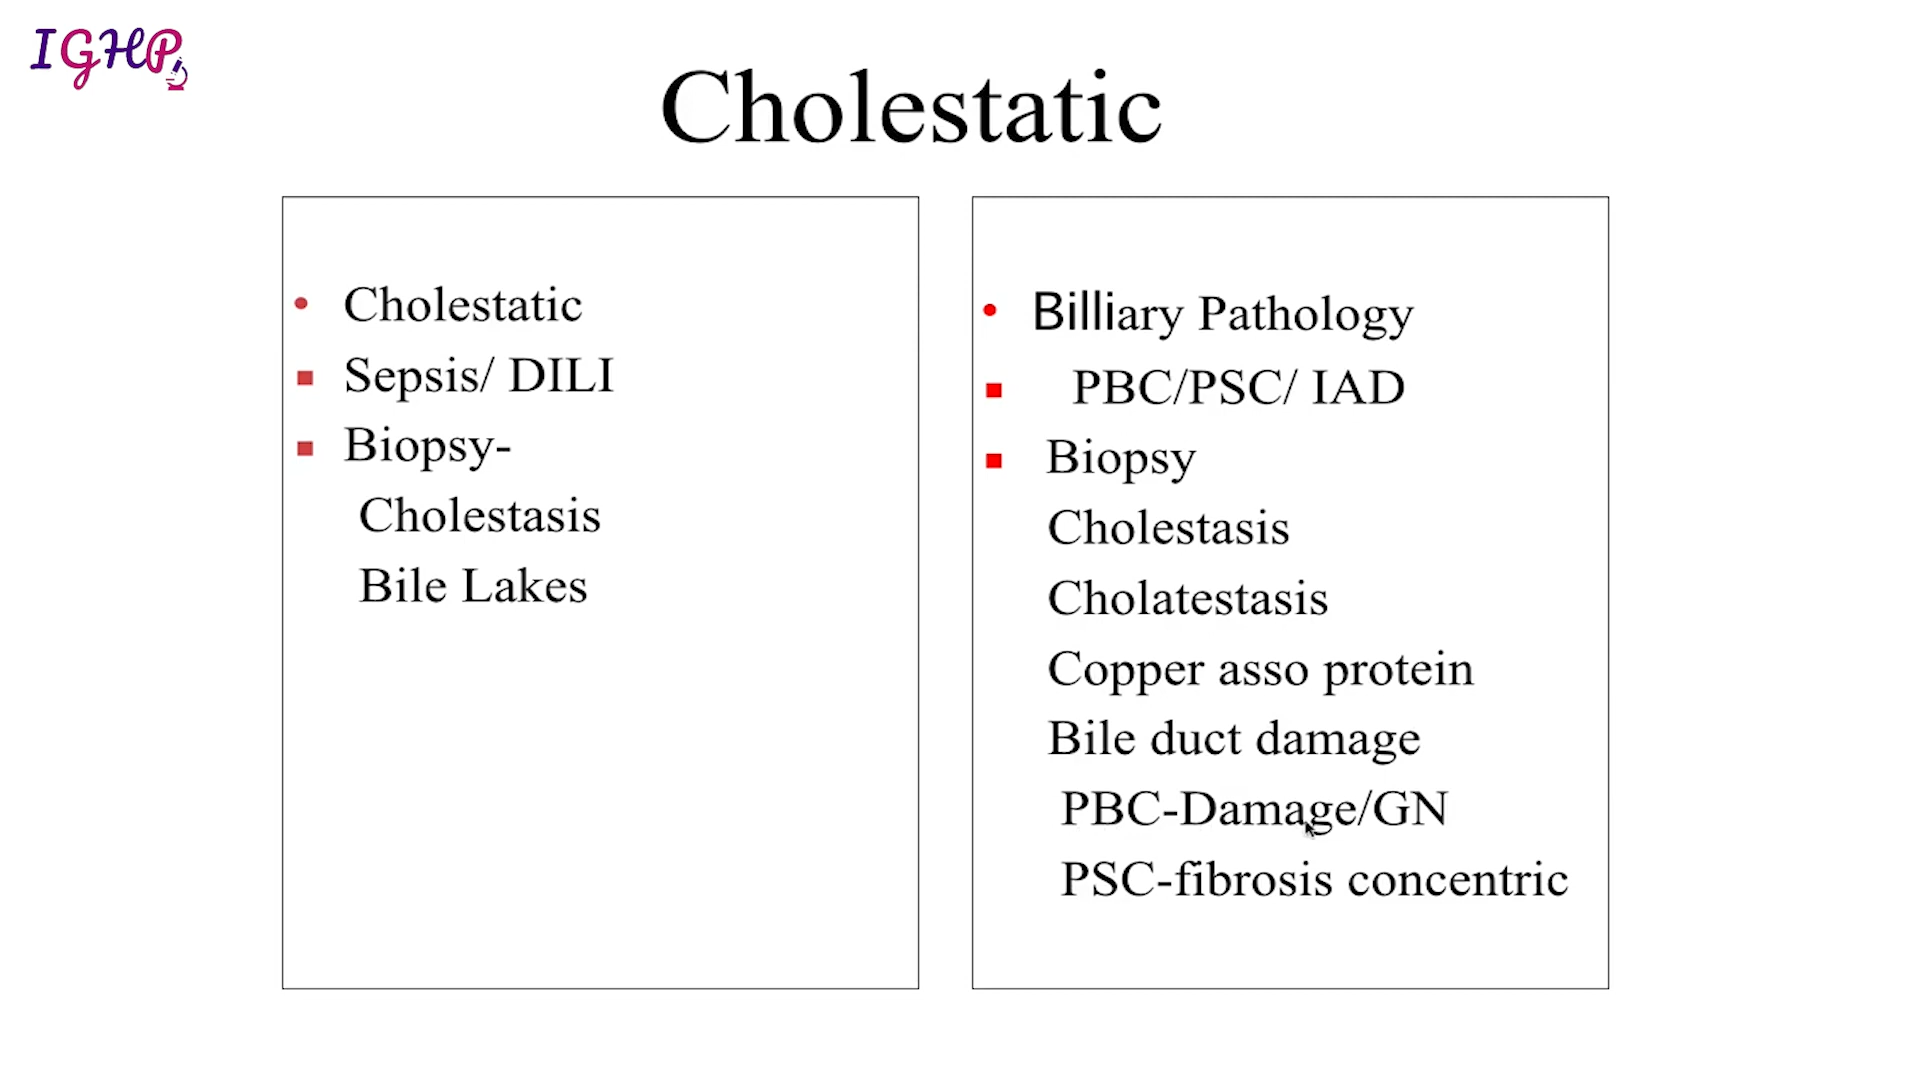 IGHP
Cholestatic
• Cholestatic
▪ Sepsis/ DILI
▪ Biopsy-
Cholestasis
Bile Lakes
• Billiary Pathology
▪ PBC/PSC/ IAD
▪ Biopsy
Cholestasis
Cholatestasis
Copper asso protein
Bile duct damage
PBC-Damage/GN
PSC-fibrosis concentric